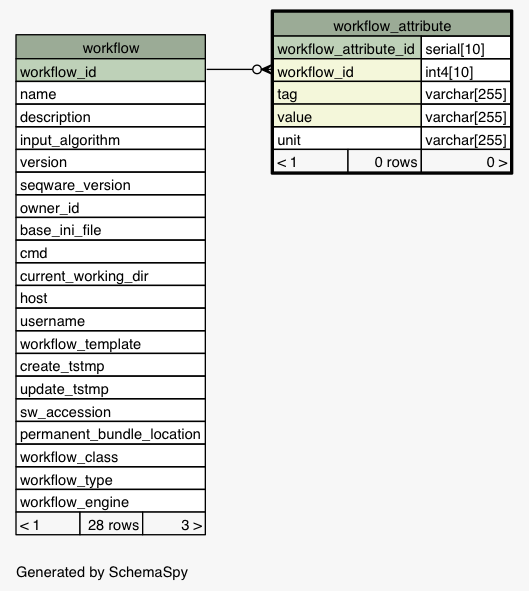 workflow
workflow_id
name
description
input_algorithm
version
seqware_version
owner_id
base_ini_file
cmd
current_working_dir
host
username
workflow_template
create_tstmp
update_tstmp
sw_accession
permanent_bundle_location
workflow_class
workflow_type
workflow_engine
< 1 28 rows 3 >
workflow_attribute
workflow_attribute_id serial[10]
workflow_id int4[10]
tag varchar[255]
value varchar[255]
unit varchar[255]
< 1 0 rows 0 >
Generated by SchemaSpy